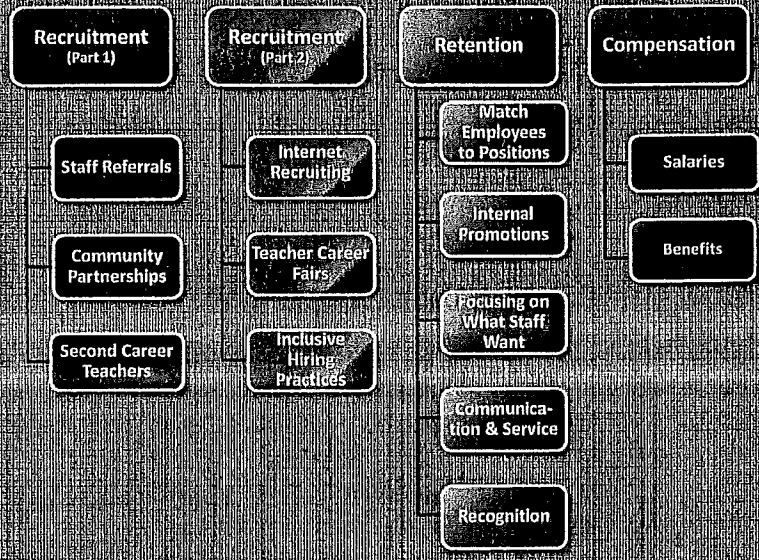 Recruitment
(Part 1)
Staff Referrals
Community
Partnerships
Second Career
Teachers
Recruitment
(Part 2)
Internet
Recruiting
Teacher Career
Fairs
Inclusive
Hiring
Practices
Retention
Match
Employees
to Positions
Internal
Promotions
Focusing on
What Staff
Want
Communica-
tion & Service
Recognition
Compensation
Salaries
Benefits